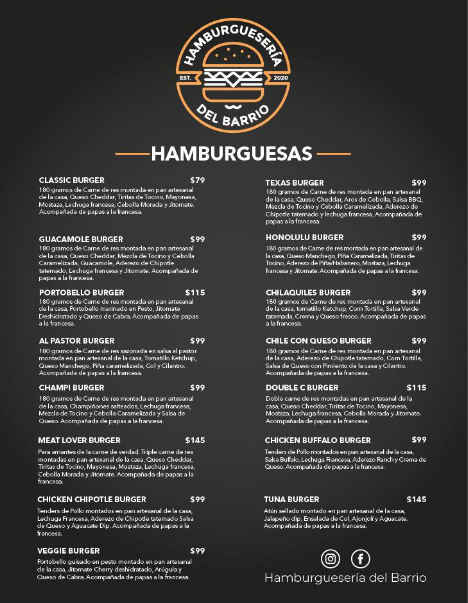 HAMBURGUESERÍA
EST. 2020
DEL BARRIO
HAMBURGUESAS
CLASSIC BURGER $79
180 gramos de Carne de res montada en pan artesanal
de la casa, Queso Cheddar, Tiritas de Tocino, Mayonesa,
Mostaza, Lechuga francesa, Cebolla Morada y Jitomate.
Acompañada de papas a la francesa.
GUACAMOLE BURGER $99
180 gramos de Carne de res montada en pan artesanal
de la casa, Queso Cheddar, Mezcla de Tocino y Cebolla
Caramelizada, Guacamole, Aderezo de Chipotle
tatemado, Lechuga francesa y Jitomate. Acompañada de
papas a la francesa.
PORTOBELLO BURGER $115
180 gramos de Carne de res montada en pan artesanal
de la casa, Portobello marinado en Pesto, Jitomate
Deshidratado y Queso de Cabra. Acompañada de papas
a la francesa.
AL PASTOR BURGER $99
180 gramos de Carne de res sazonada en salsa al pastor
montada en pan artesanal de la casa, Tomatillo Ketchup,
Queso Manchego, Piña caramelizada, Col y Cilantro.
Acompañada de papas a la francesa.
CHAMPI BURGER $99
180 gramos de Carne de res montada en pan artesanal
de la casa, Champiñones salteados, Lechuga francesa,
Mezcla de Tocino y Cebolla Caramelizada y Salsa de
Queso. Acompañada de papas a la francesa.
MEAT LOVER BURGER $145
Para amantes de la carne de verdad. Triple carne de res
montadas en pan artesanal de la casa, Queso Cheddar,
Tiritas de Tocino, Mayonesa, Mostaza, Lechuga francesa,
Cebolla Morada y Jitomate. Acompañada de papas a la
francesa.
CHICKEN CHIPOTLE BURGER $99
Tenders de Pollo montados en pan artesanal de la casa,
Lechuga Francesa, Aderezo de Chipotle tatemado Salsa
de Queso y Aguacate Dip. Acompañada de papas a la
francesa.
VEGGIE BURGER $99
Portobello guisado en pesto montado en pan artesanal
de la casa, Jitomate Cherry deshidratado, Arúgula y
Queso de Cabra. Acompañada de papas a la francesa.
TEXAS BURGER $99
180 gramos de Carne de res montada en pan artesanal
de la casa, Queso Cheddar, Aros de Cebolla, Salsa BBQ,
Mezcla de Tocino y Cebolla Caramelizada, Aderezo de
Chipotle tatemado y lechuga francesa, Acompañada de
papas a la francesa.
HONOLULU BURGER $99
180 gramos de Carne de res montada en pan artesanal de
la casa, Queso Manchego, Piña Caramelizada, Tiritas de
Tocino, Aderezo de Piña Habanero, Mostaza, Lechuga
francesa y Jitomate. Acompañada de papas a la francesa.
CHILAQUILES BURGER $99
180 gramos de Carne de res montada en pan artesanal
de la casa, tomatillo Ketchup, Corn Tortilla, Salsa Verde
tatemada, Crema y Queso fresco. Acompañada de papas
a la francesa.
CHILE CON QUESO BURGER $99
180 gramos de Carne de res montada en pan artesanal
de la casa, Aderezo de Chipotle tatemado, Corn Tortilla,
Salsa de Queso con Pimiento de la casa y Cilantro.
Acompañada de papas a la francesa.
DOUBLE C BURGER $115
Doble carne de res montadas en pan artesanal de la
casa, Queso Cheddar, Tiritas de Tocino, Mayonesa,
Mostaza, Lechuga francesa, Cebolla Morada y Jitomate.
Acompañada de papas a la francesa.
CHICKEN BUFFALO BURGER $99
Tenders de Pollo montados en pan artesanal de la casa,
Salsa Buffalo, Lechuga Francesa, Aderezo Ranch y Crema de
Queso. Acompañada de papas a la francesa.
TUNA BURGER $145
Atún sellado montado en pan artesanal de la casa,
Jalapeño dip, Ensalada de Col, Ajonjolí y Aguacate.
Acompañada de papas a la francesa.
Hamburguesería del Barrio